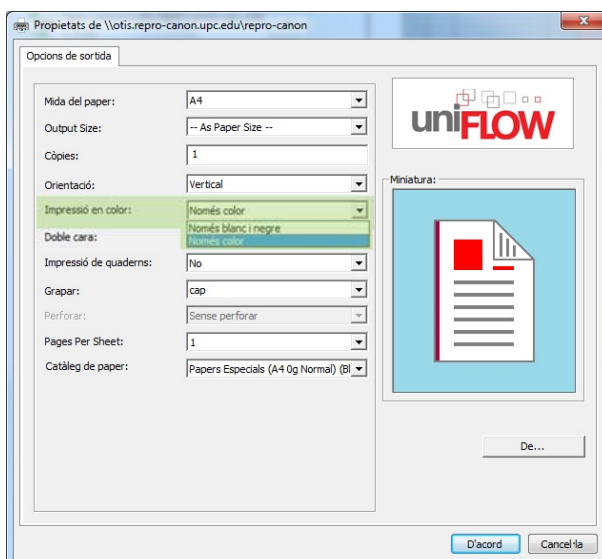 Propietats de \\otis.repro-canon.upc.edu\repro-canon
Opcions de sortida
Mida del paper: A4
Output Size: -- As Paper Size --
Còpies: 1
Orientació: Vertical
Impressió en color: Només color
Només blanc i negre
Doble cara: Només color
Impressió de quaderns: No
Grapar: cap
Perforar: Sense perforar
Pages Per Sheet: 1
Catàleg de paper: Papers Especials (A4 0g Normal) (Bl
uniFLOW
Miniatura:
De...
D'acord Cancel·la